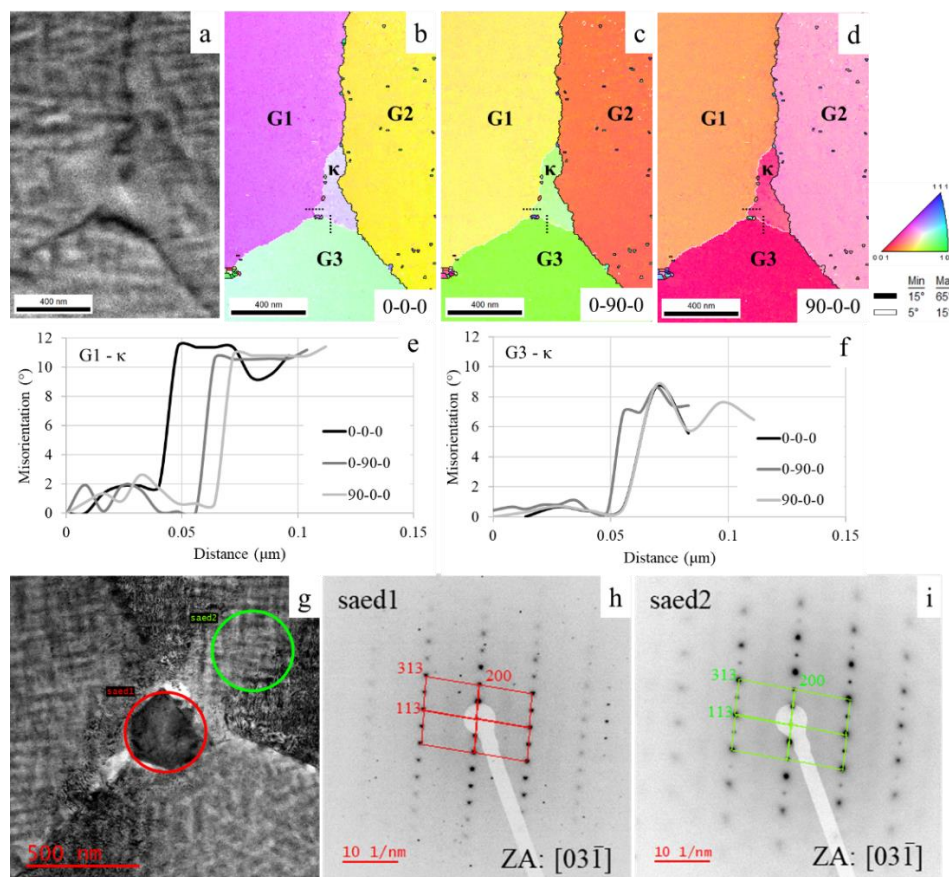 a
400 nm
b
G1
G2
κ
G3
400 nm
0-0-0
c
G1
G2
κ
G3
400 nm
0-90-0
d
G1
G2
κ
G3
400 nm
90-0-0
111
001
10
Min Ma
15° 65
5° 15
e
G1 - κ
Misorientation (°)
12
10
8
6
4
2
0
0-0-0
0-90-0
90-0-0
0
0.05
0.1
0.15
Distance (μm)
f
G3 - κ
Misorientation (°)
12
10
8
6
4
2
0
0-0-0
0-90-0
90-0-0
0
0.05
0.1
0.15
Distance (μm)
g
saed2
saed1
500 nm
saed1
h
313
200
113
10 1/nm
ZA: [031̄]
saed2
i
313
200
113
10 1/nm
ZA: [031̄]